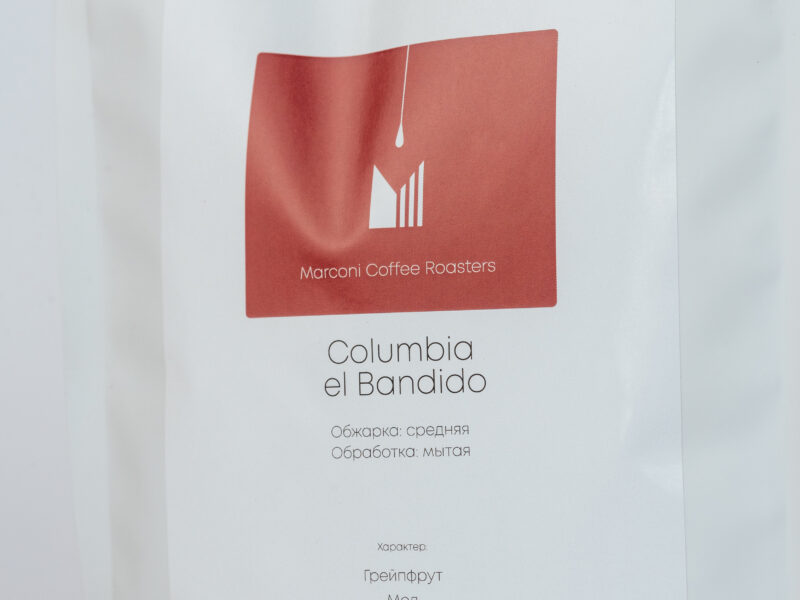 Marconi Coffee Roasters
Columbia
el Bandido
Обжарка: средняя
Обработка: мытая
Характер:
Грейпфрут